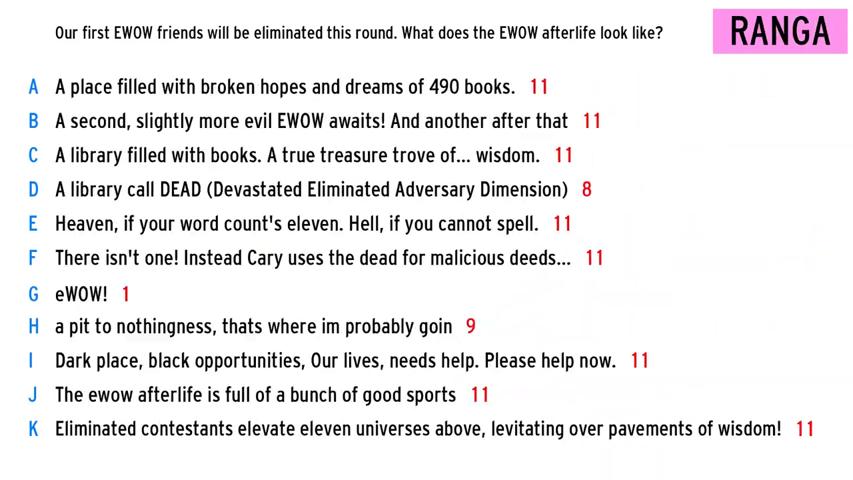 Our first EWOW friends will be eliminated this round. What does the EWOW afterlife look like?
RANGA
A A place filled with broken hopes and dreams of 490 books. 11
B A second, slightly more evil EWOW awaits! And another after that 11
C A library filled with books. A true treasure trove of... wisdom. 11
D A library call DEAD (Devastated Eliminated Adversary Dimension) 8
E Heaven, if your word count's eleven. Hell, if you cannot spell. 11
F There isn't one! Instead Cary uses the dead for malicious deeds... 11
G eWOW! 1
H a pit to nothingness, thats where im probably goin 9
I Dark place, black opportunities, Our lives, needs help. Please help now. 11
J The ewow afterlife is full of a bunch of good sports 11
K Eliminated contestants elevate eleven universes above, levitating over pavements of wisdom! 11